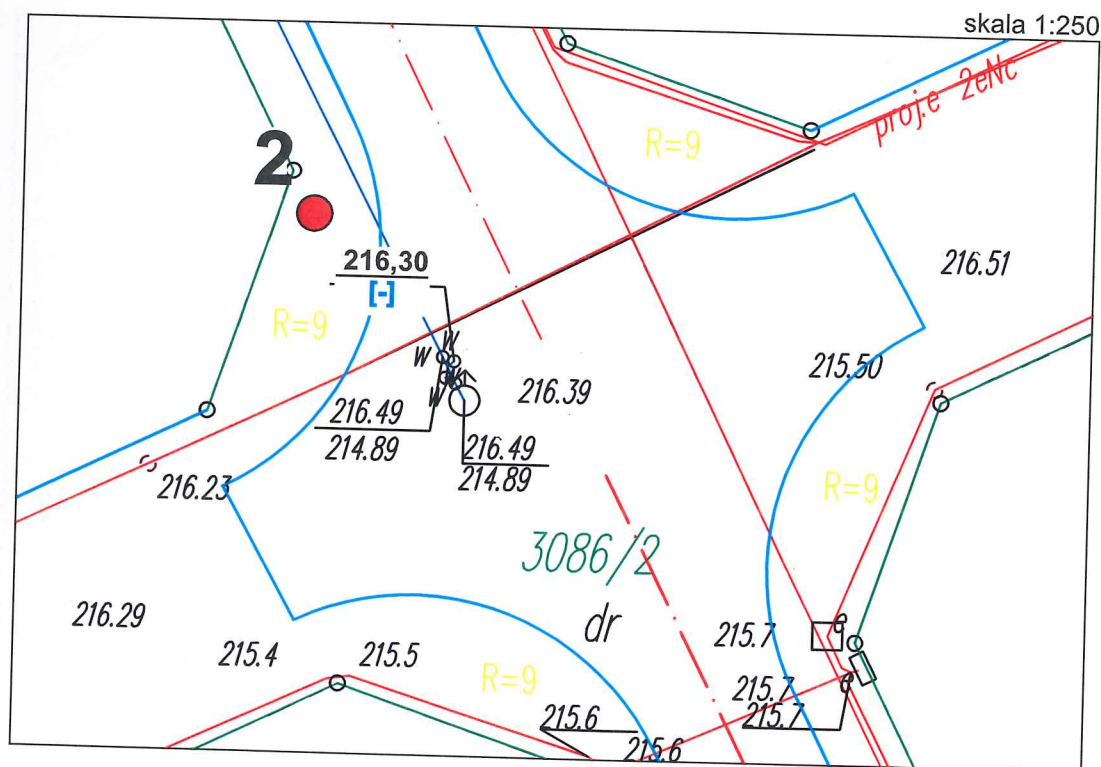 skala 1:250
proj.e 2eNc
R=9
2
216,30
[-]
216.51
R=9
w
w
w
w
215.50
216.39
216.49
214.89
216.49
214.89
216.23
R=9
3086/2
dr
216.29
215.7
215.4
215.5
R=9
e
215.7
215.7
e
215.6
215.6